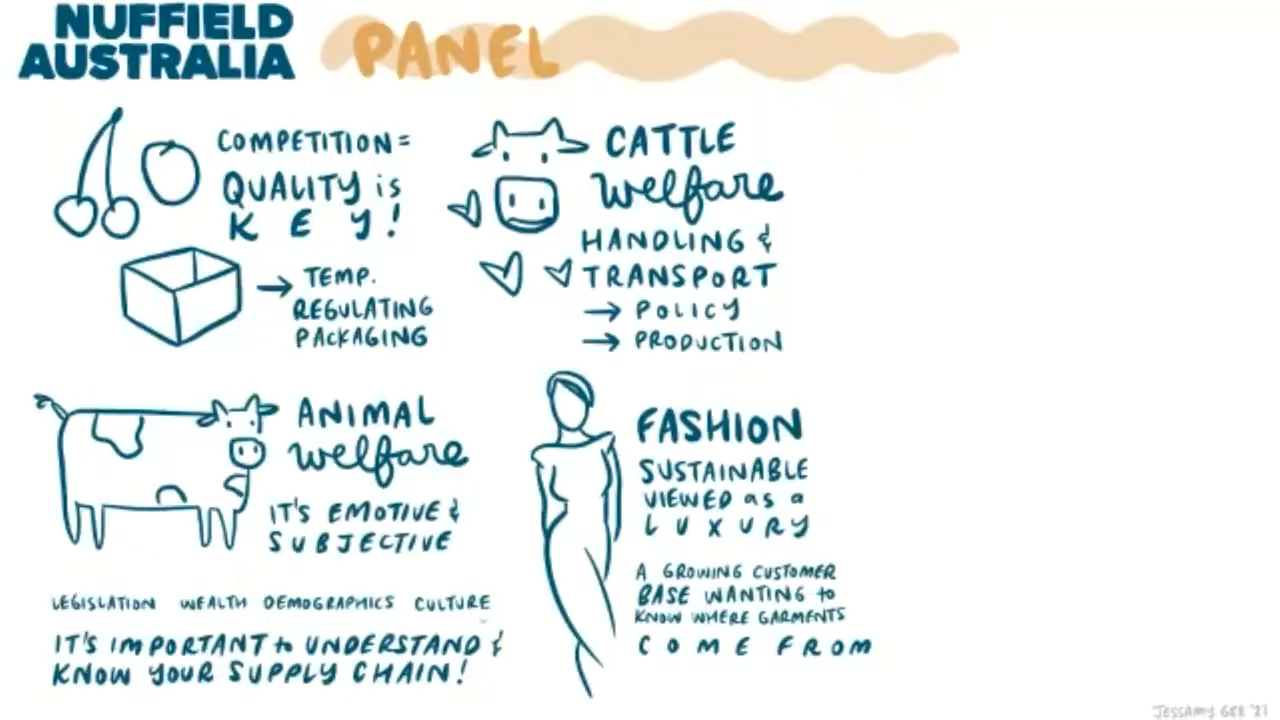 NUFFIELD
AUSTRALIA
PANEL
COMPETITION =
QUALITY is
KEY!
→ TEMP.
REGULATING
PACKAGING
CATTLE
welfare
HANDLING &
TRANSPORT
→ POLICY
→ PRODUCTION
ANIMAL
welfare
IT'S EMOTIVE &
SUBJECTIVE
LEGISLATION WEALTH DEMOGRAPHICS CULTURE
IT'S IMPORTANT to UNDERSTAND &
KNOW YOUR SUPPLY CHAIN!
FASHION
SUSTAINABLE
VIEWED as a
LUXURY
A GROWING CUSTOMER
BASE WANTING to
KNOW WHERE GARMENTS
COME FROM
JESSAMY GEE '21